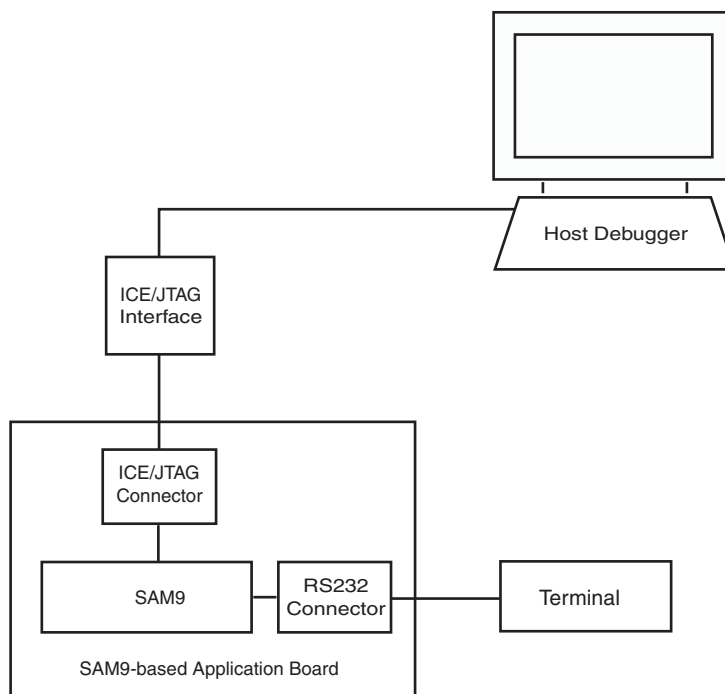 Host Debugger
ICE/JTAG
Interface
ICE/JTAG
Connector
SAM9
RS232
Connector
Terminal
SAM9-based Application Board